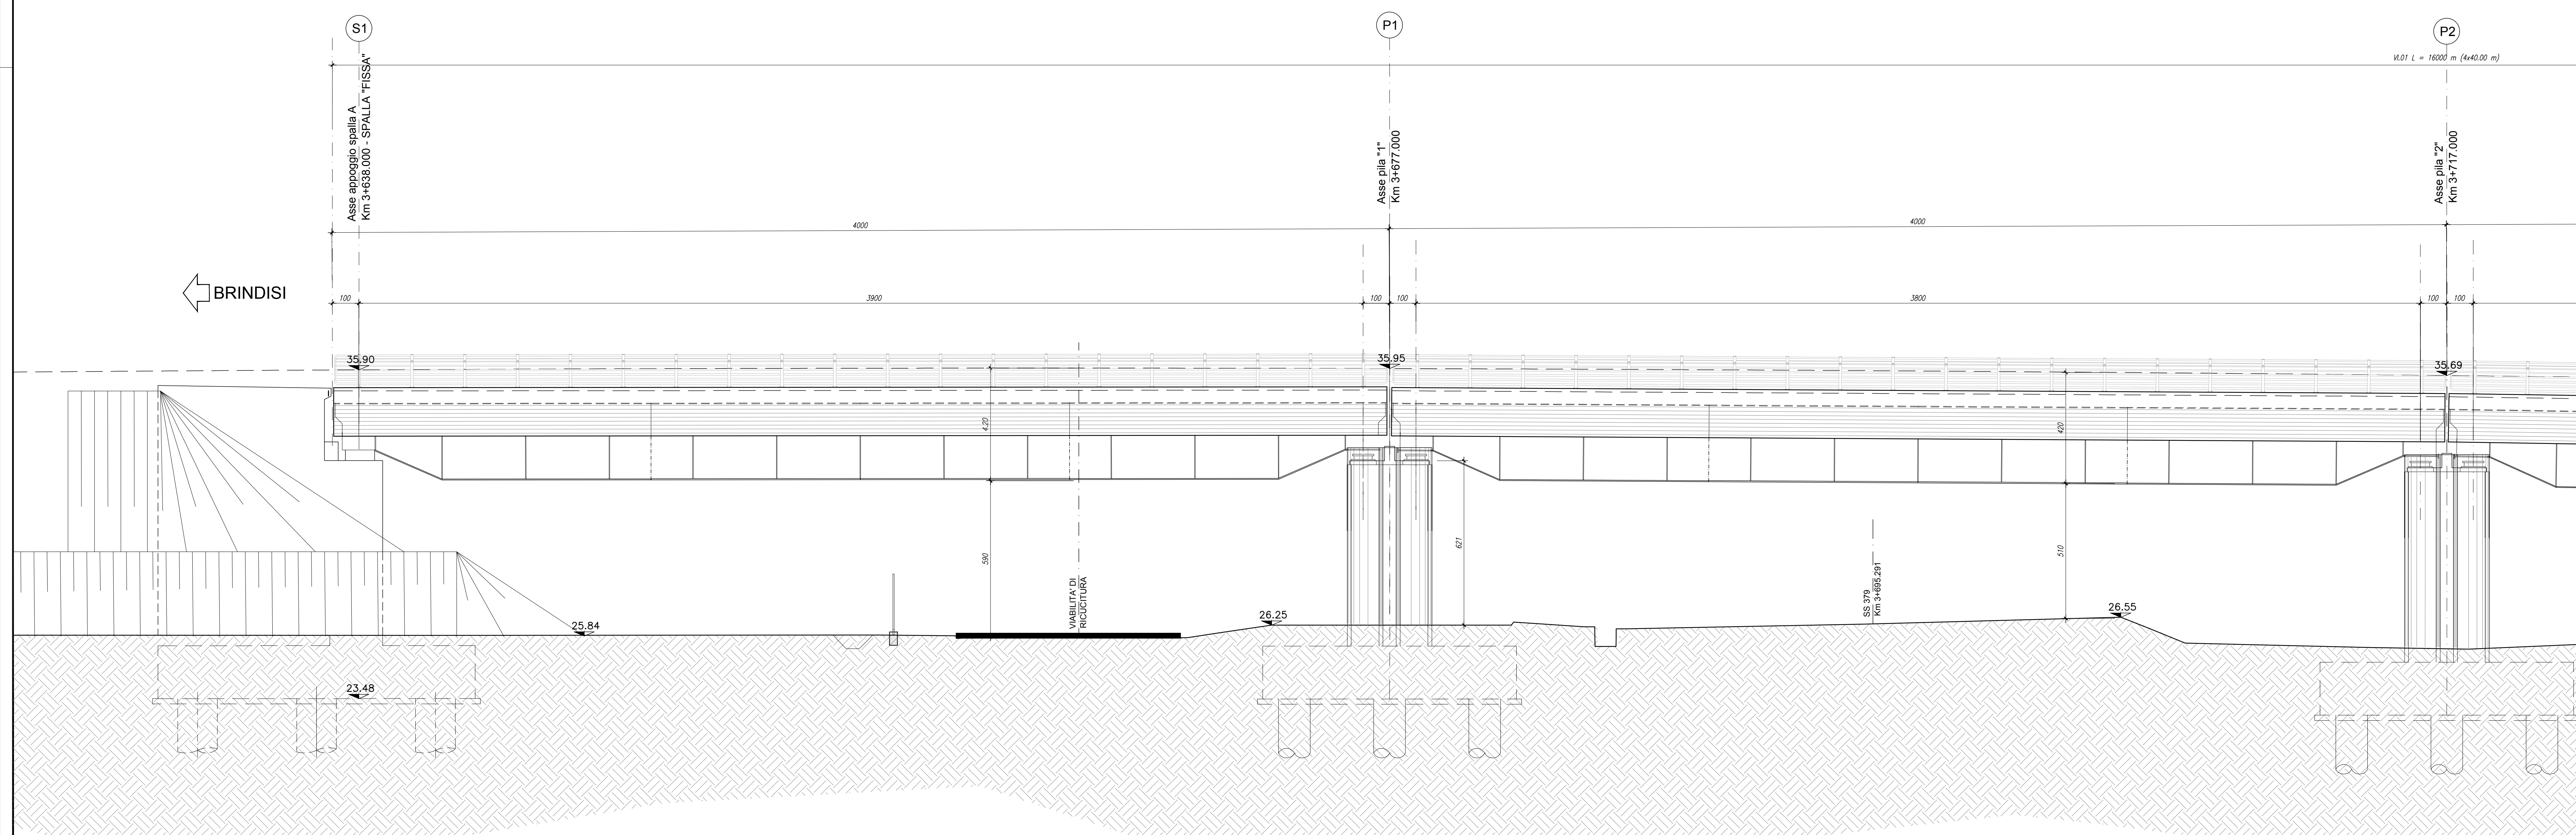 S1
P1
P2
VI.01 L = 16000 m (4x40.00 m)
Asse appoggio spalla A
Km 3+638.000 - SPALLA "FISSA"
Asse pila "1"
Km 3+677.000
Asse pila "2"
Km 3+717.000
4000
4000
BRINDISI
100
3900
100
100
3800
100
100
35.90
35.95
35.69
4,20
420
590
621
510
VIABILITA' DI
RICUCITURA
SS 379
Km 3+695.291
25.84
26.25
26.55
23.48